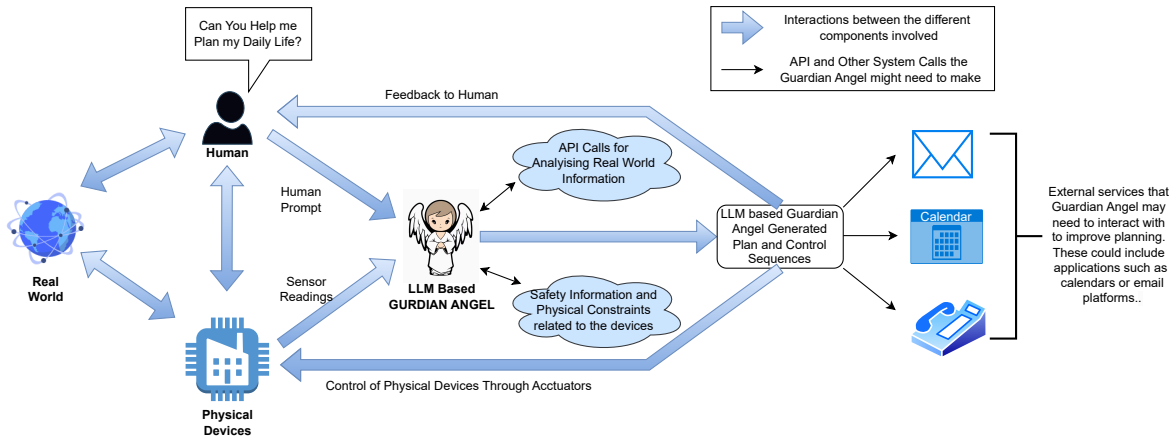 Can You Help me
Plan my Daily Life?
Interactions between the different
components involved
API and Other System Calls the
Guardian Angel might need to make
Feedback to Human
Human
API Calls for
Analysising Real World
Information
Human
Prompt
Real
World
LLM Based
GURDIAN ANGEL
Sensor
Readings
Safety Information and
Physical Constraints
related to the devices
LLM based Guardian
Angel Generated
Plan and Control
Sequences
Calendar
External services that
Guardian Angel may
need to interact with
to improve planning.
These could include
applications such as
calendars or email
platforms..
Control of Physical Devices Through Acctuators
Physical
Devices